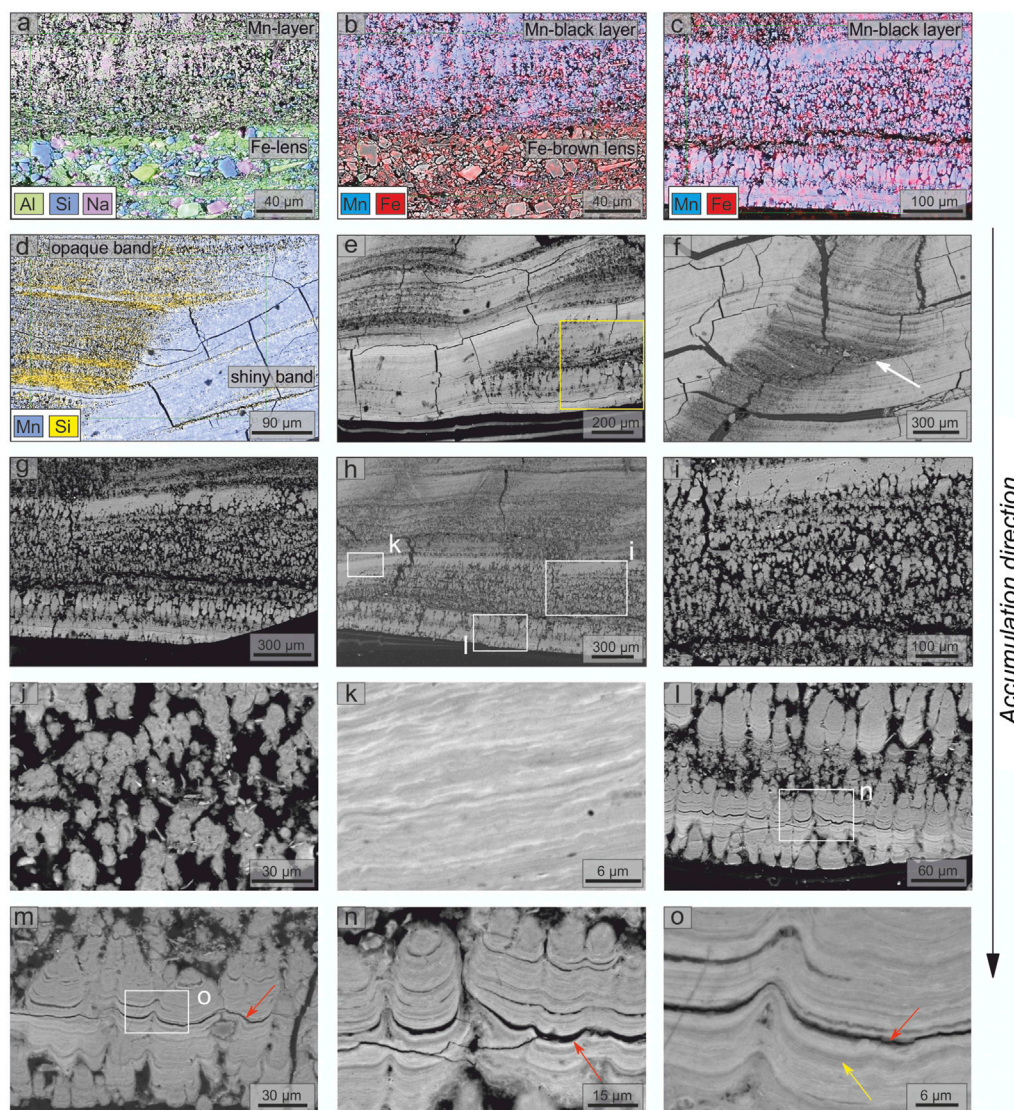 a
Mn-layer
Fe-lens
Al Si Na
40 µm
b
Mn-black layer
Fe-brown lens
Mn Fe
40 µm
c
Mn-black layer
Mn Fe
100 µm
d
opaque band
shiny band
Mn Si
90 µm
e
200 µm
f
300 µm
g
300 µm
h
k
i
l
300 µm
i
100 µm
j
30 µm
k
6 µm
l
n
60 µm
m
o
30 µm
n
15 µm
o
6 µm
Accumulation direction